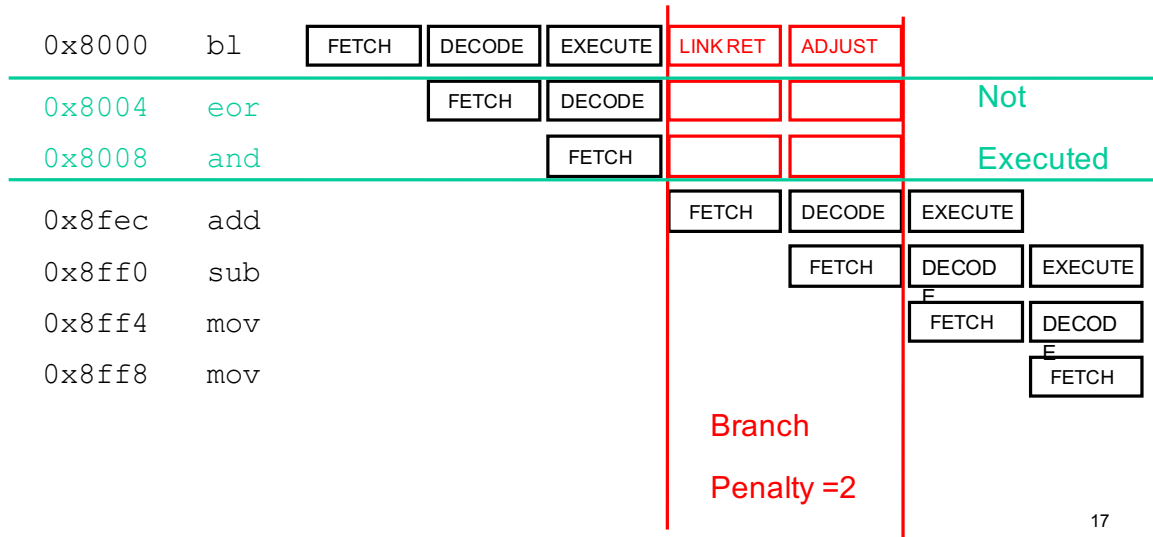 0x8000 bl FETCH DECODE EXECUTE LINK RET ADJUST
0x8004 eor FETCH DECODE Not
0x8008 and FETCH Executed
0x8fec add FETCH DECODE EXECUTE
0x8ff0 sub FETCH DECOD EXECUTE
E
0x8ff4 mov FETCH DECOD
E
0x8ff8 mov FETCH
Branch
Penalty =2
17